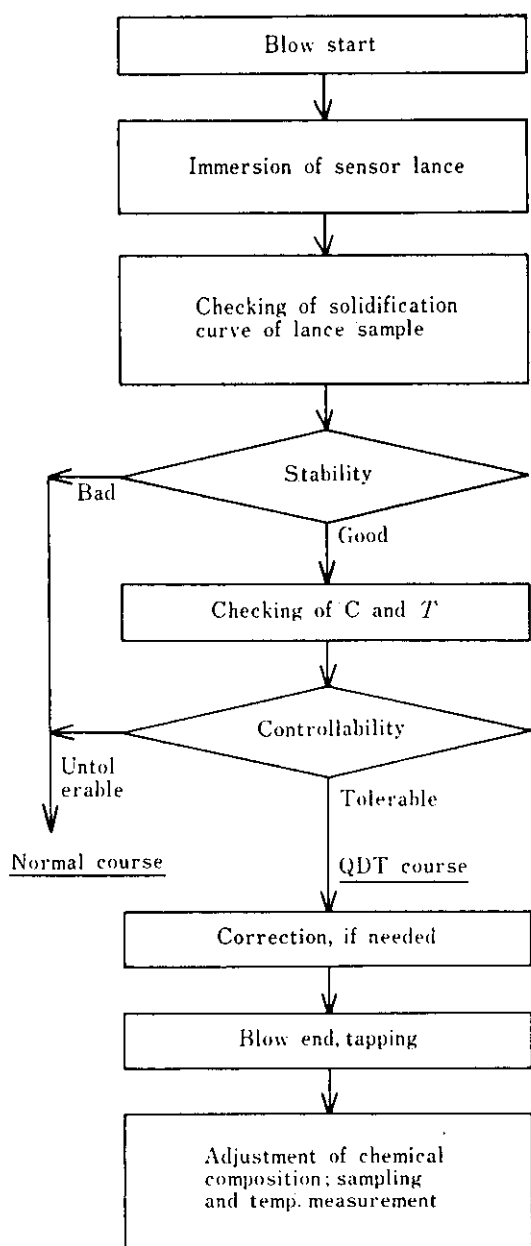 Blow start
Immersion of sensor lance
Checking of solidification
curve of lance sample
Stability
Bad
Good
Checking of C and T
Controllability
Untol
erable
Tolerable
Normal course
QDT course
Correction, if needed
Blow end, tapping
Adjustment of chemical
composition; sampling
and temp. measurement